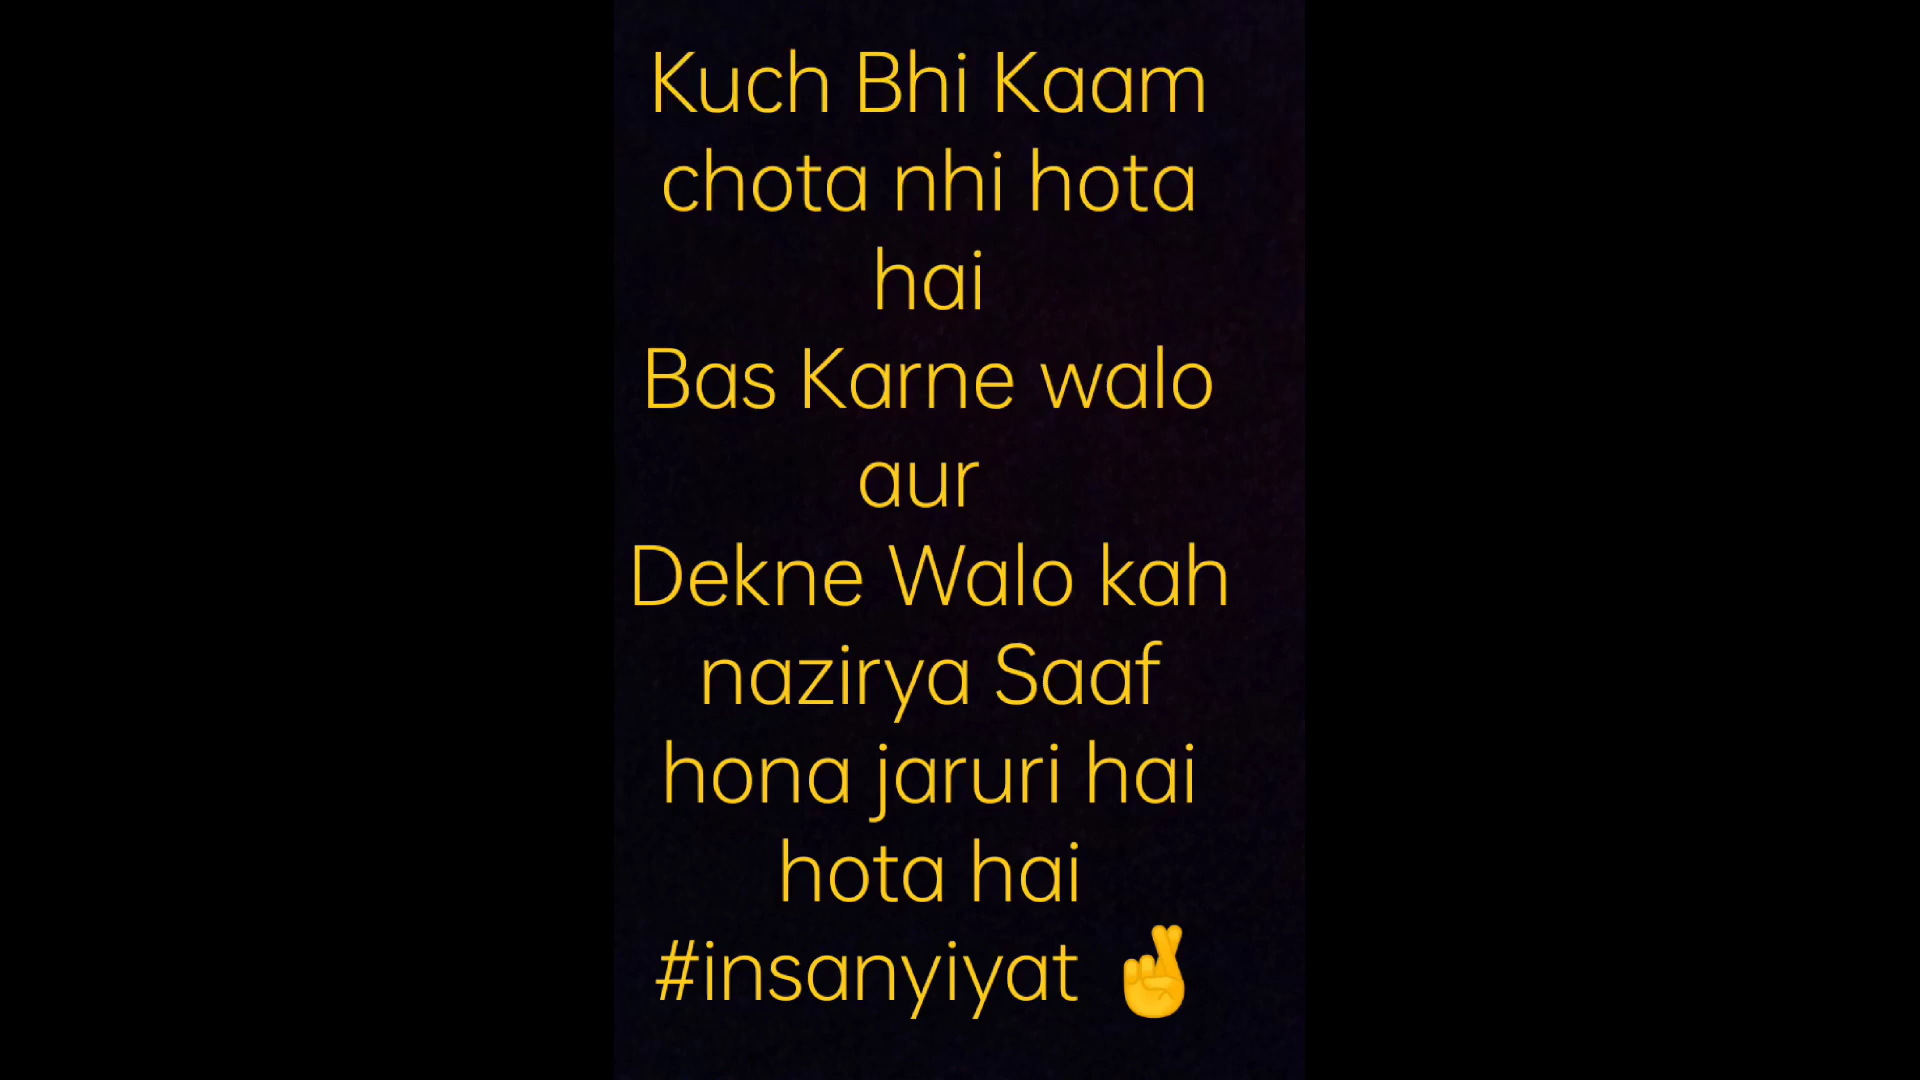 Kuch Bhi Kaam
chota nhi hota
hai
Bas Karne walo
aur
Dekne Walo kah
nazirya Saaf
hona jaruri hai
hota hai
#insanyiyat 🤞